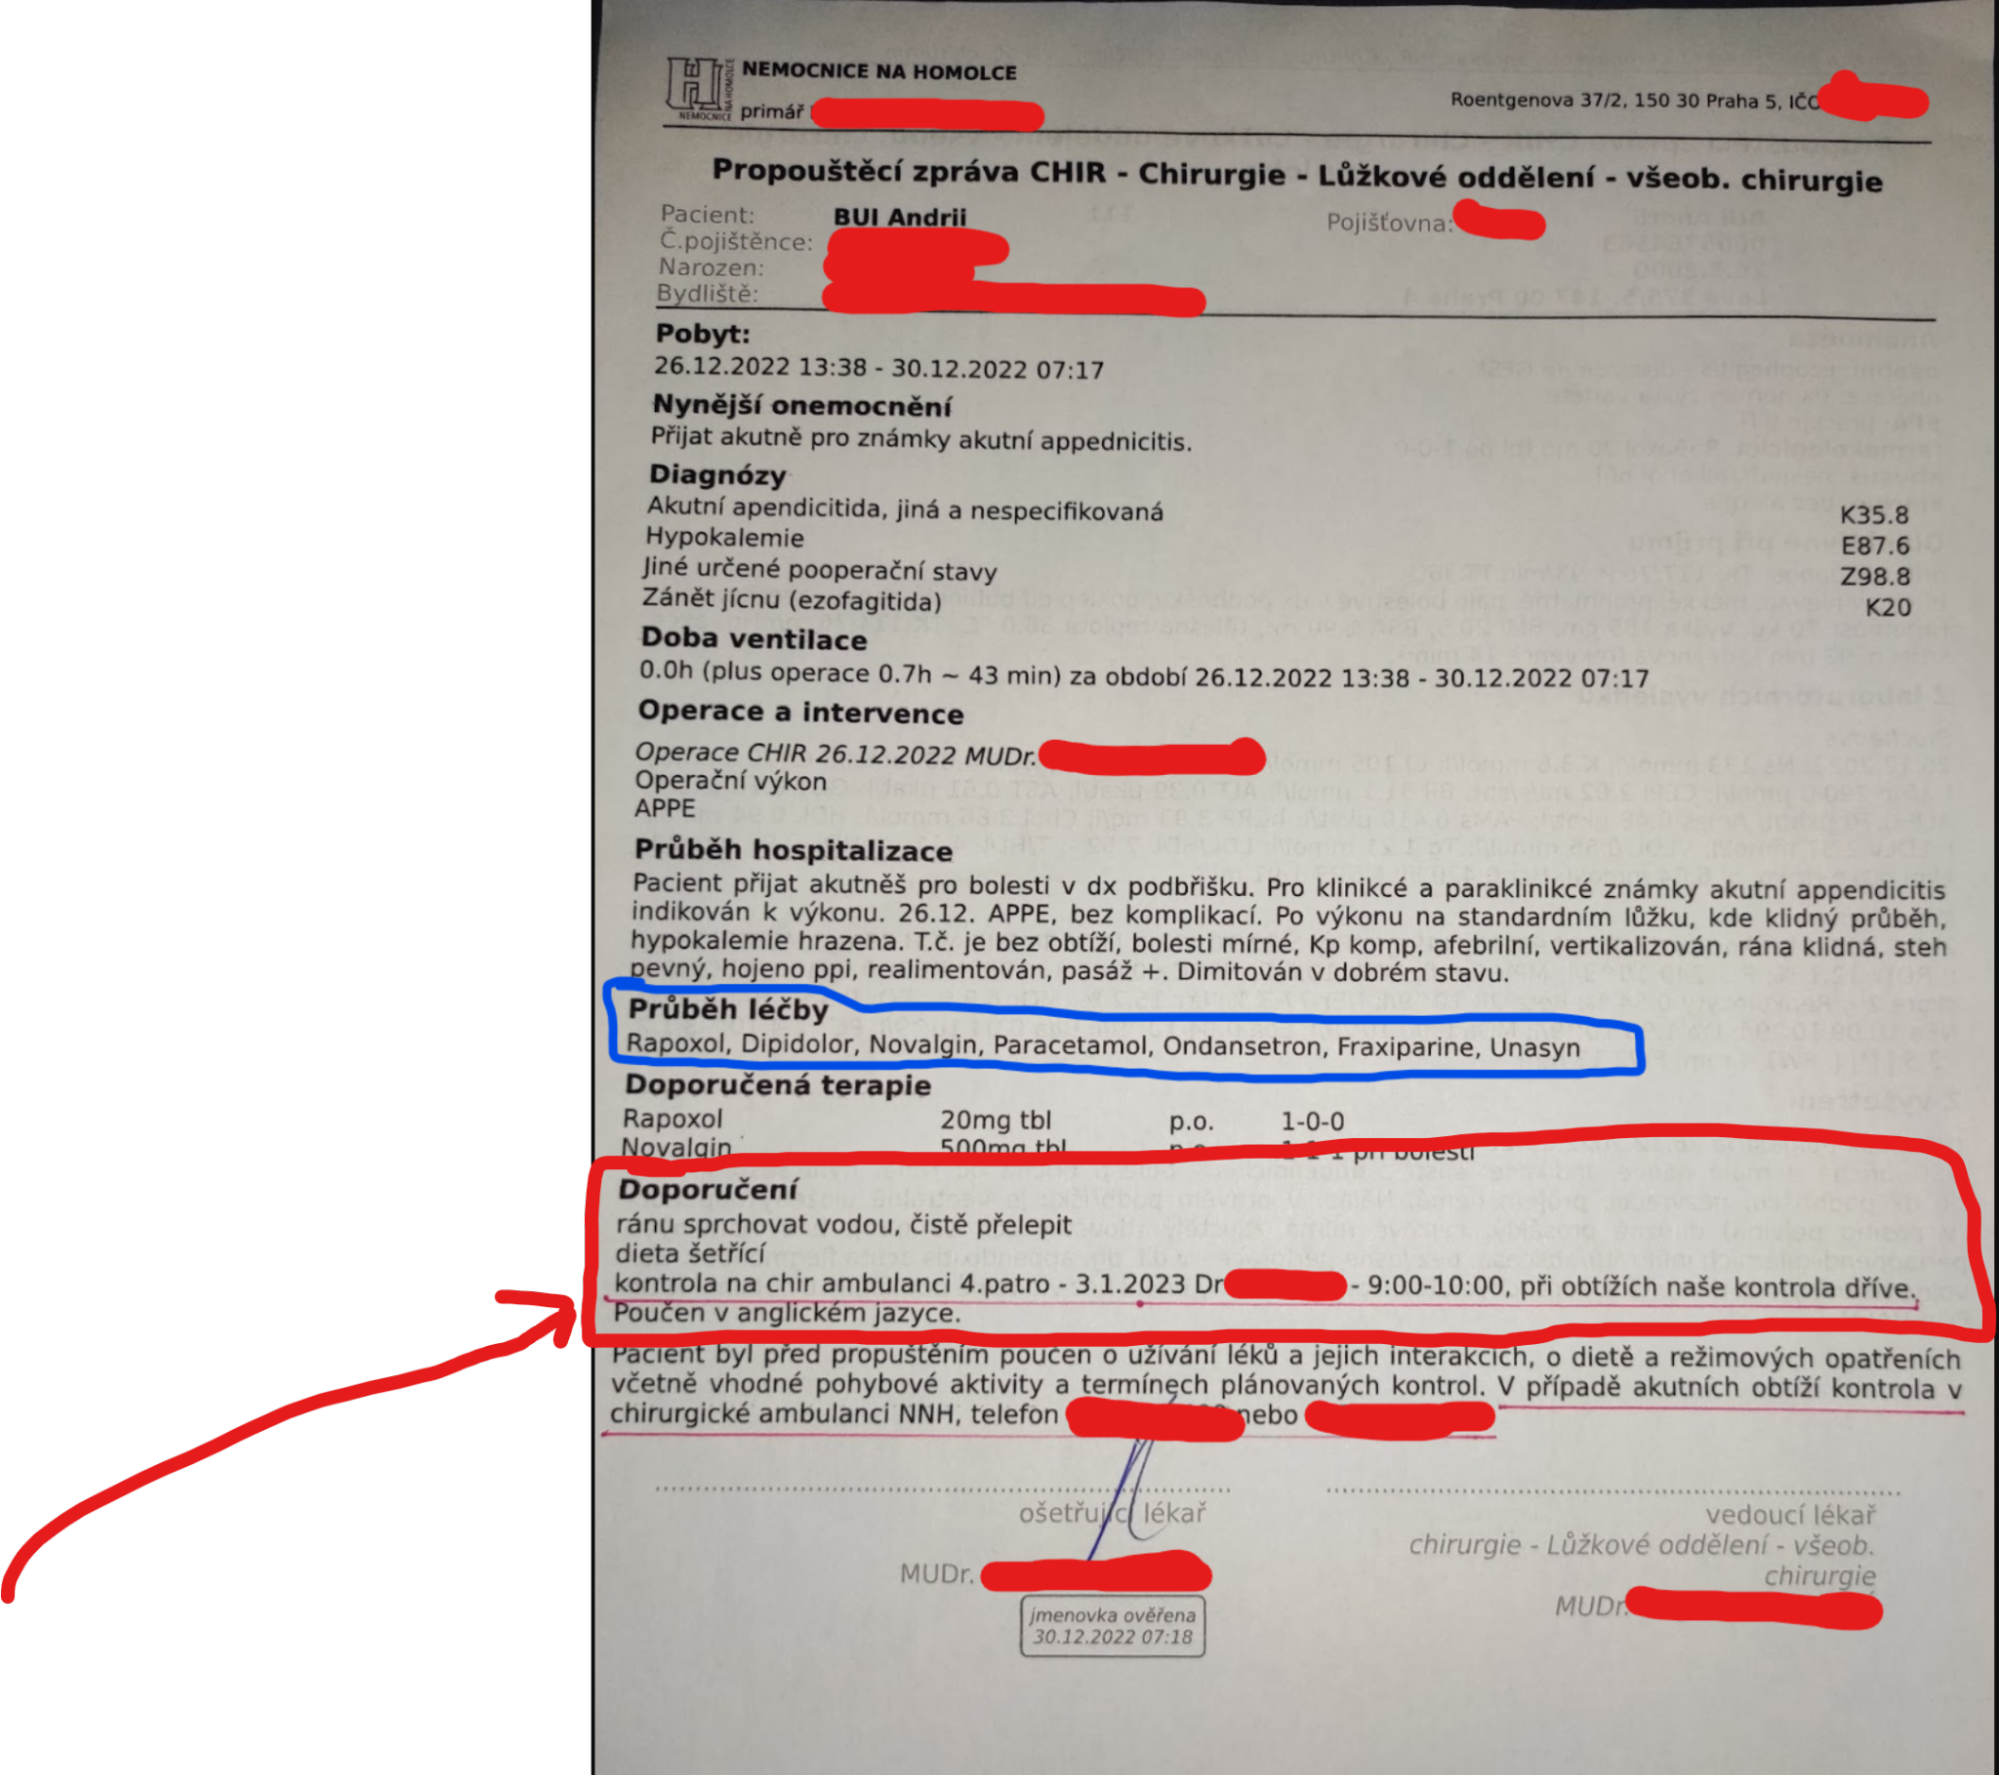 NEMOCNICE NA HOMOLCE
NEMOCNICE
NA HOMOLCE
primář
Roentgenova 37/2, 150 30 Praha 5, IČO
Propouštěcí zpráva CHIR - Chirurgie - Lůžkové oddělení - všeob. chirurgie
Pacient: BUI Andrii
Pojišťovna:
Č.pojištěnce:
Narozen:
Bydliště:
Pobyt:
26.12.2022 13:38 - 30.12.2022 07:17
Nynější onemocnění
Přijat akutně pro známky akutní appednicitis.
Diagnózy
Akutní apendicitida, jiná a nespecifikovaná K35.8
Hypokalemie E87.6
Jiné určené pooperační stavy Z98.8
Zánět jícnu (ezofagitida) K20
Doba ventilace
0.0h (plus operace 0.7h ~ 43 min) za období 26.12.2022 13:38 - 30.12.2022 07:17
Operace a intervence
Operace CHIR 26.12.2022 MUDr.
Operační výkon
APPE
Průběh hospitalizace
Pacient přijat akutněš pro bolesti v dx podbřišku. Pro klinikcé a paraklinikcé známky akutní appendicitis
indikován k výkonu. 26.12. APPE, bez komplikací. Po výkonu na standardním lůžku, kde klidný průběh,
hypokalemie hrazena. T.č. je bez obtíží, bolesti mírné, Kp komp, afebrilní, vertikalizován, rána klidná, steh
pevný, hojeno ppi, realimentován, pasáž +. Dimitován v dobrém stavu.
Průběh léčby
Rapoxol, Dipidolor, Novalgin, Paracetamol, Ondansetron, Fraxiparine, Unasyn
Doporučená terapie
Rapoxol 20mg tbl p.o. 1-0-0
Novalgin 500mg tbl p.o. 1-1-1 při bolesti
Doporučení
ránu sprchovat vodou, čistě přelepit
dieta šetřící
kontrola na chir ambulanci 4.patro - 3.1.2023 Dr - 9:00-10:00, při obtížích naše kontrola dříve.
Poučen v anglickém jazyce.
Pacient byl před propuštěním poučen o užívání léků a jejich interakcích, o dietě a režimových opatřeních
včetně vhodné pohybové aktivity a termínech plánovaných kontrol. V případě akutních obtíží kontrola v
chirurgické ambulanci NNH, telefon nebo
ošetřující lékař
MUDr.
jmenovka ověřena
30.12.2022 07:18
vedoucí lékař
chirurgie - Lůžkové oddělení - všeob.
chirurgie
MUDr.